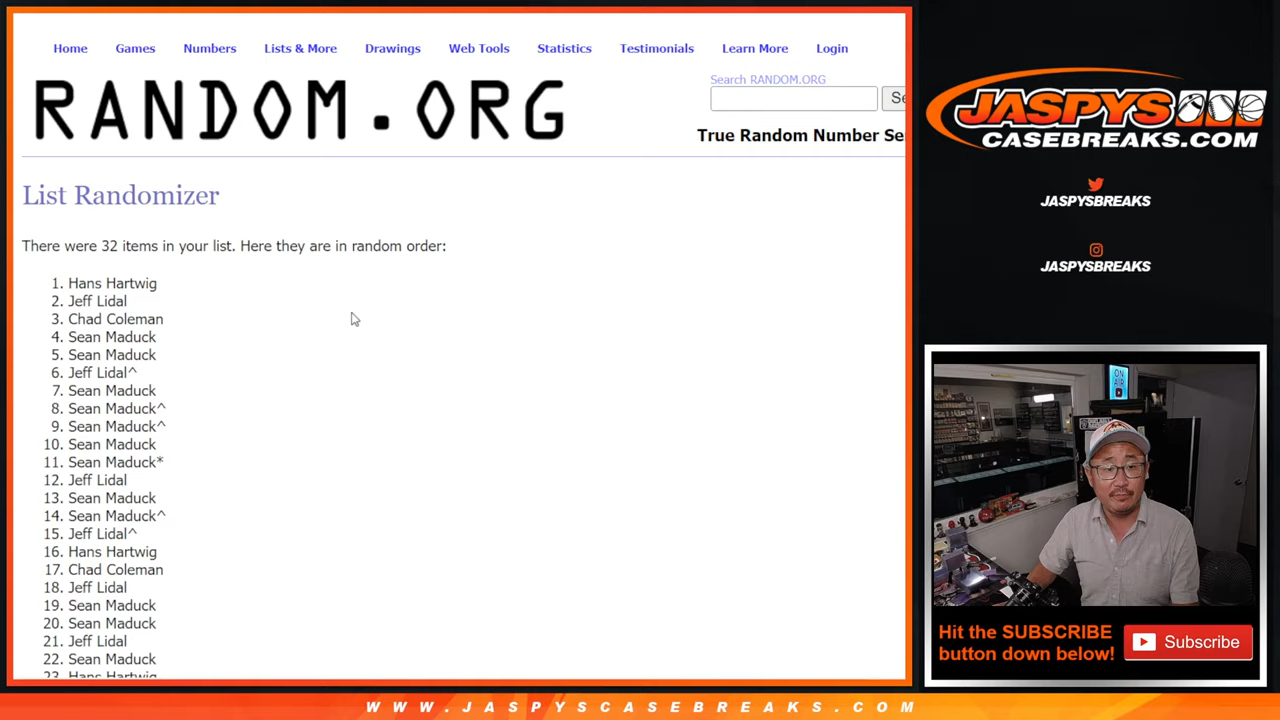 Home Games Numbers Lists & More Drawings Web Tools Statistics Testimonials Learn More Login
Search RANDOM.ORG
RANDOM.ORG
True Random Number Se
List Randomizer
There were 32 items in your list. Here they are in random order:
1. Hans Hartwig
2. Jeff Lidal
3. Chad Coleman
4. Sean Maduck
5. Sean Maduck
6. Jeff Lidal^
7. Sean Maduck
8. Sean Maduck^
9. Sean Maduck^
10. Sean Maduck
11. Sean Maduck*
12. Jeff Lidal
13. Sean Maduck
14. Sean Maduck^
15. Jeff Lidal^
16. Hans Hartwig
17. Chad Coleman
18. Jeff Lidal
19. Sean Maduck
20. Sean Maduck
21. Jeff Lidal
22. Sean Maduck
23. Hans Hartwig
JASPYS
CASEBREAKS.COM
JASPYSBREAKS
JASPYSBREAKS
ON AIR
Hit the SUBSCRIBE
button down below!
Subscribe
WWW.JASPYSCASEBREAKS.COM